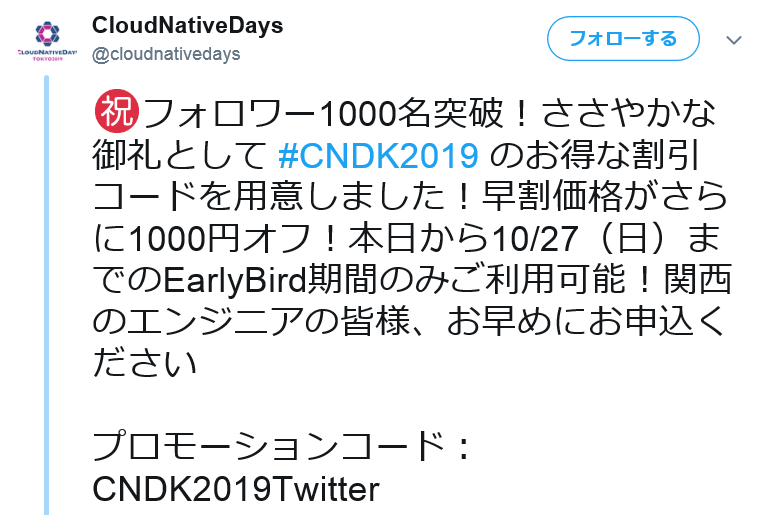 CloudNativeDays
@cloudnativedays
フォローする
CLOUDNATIVEDAYS
TOKYO2019
㊗フォロワー1000名突破！ささやかな
御礼として #CNDK2019 のお得な割引
コードを用意しました！早割価格がさら
に1000円オフ！本日から10/27（日）ま
でのEarlyBird期間のみご利用可能！関西
のエンジニアの皆様、お早めにお申込く
ださい
プロモーションコード：
CNDK2019Twitter